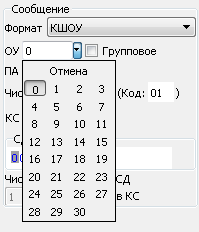 Сообщение
Формат КШОУ
ОУ 0 Групповое
ПА Отмена
0 1 2 3
Чис 4 5 6 7 (Код: 01 )
8 9 10 11
КС 12 13 14 15
16 17 18 19
20 21 22 23
Чис СД
24 25 26 27
1 в КС
28 29 30